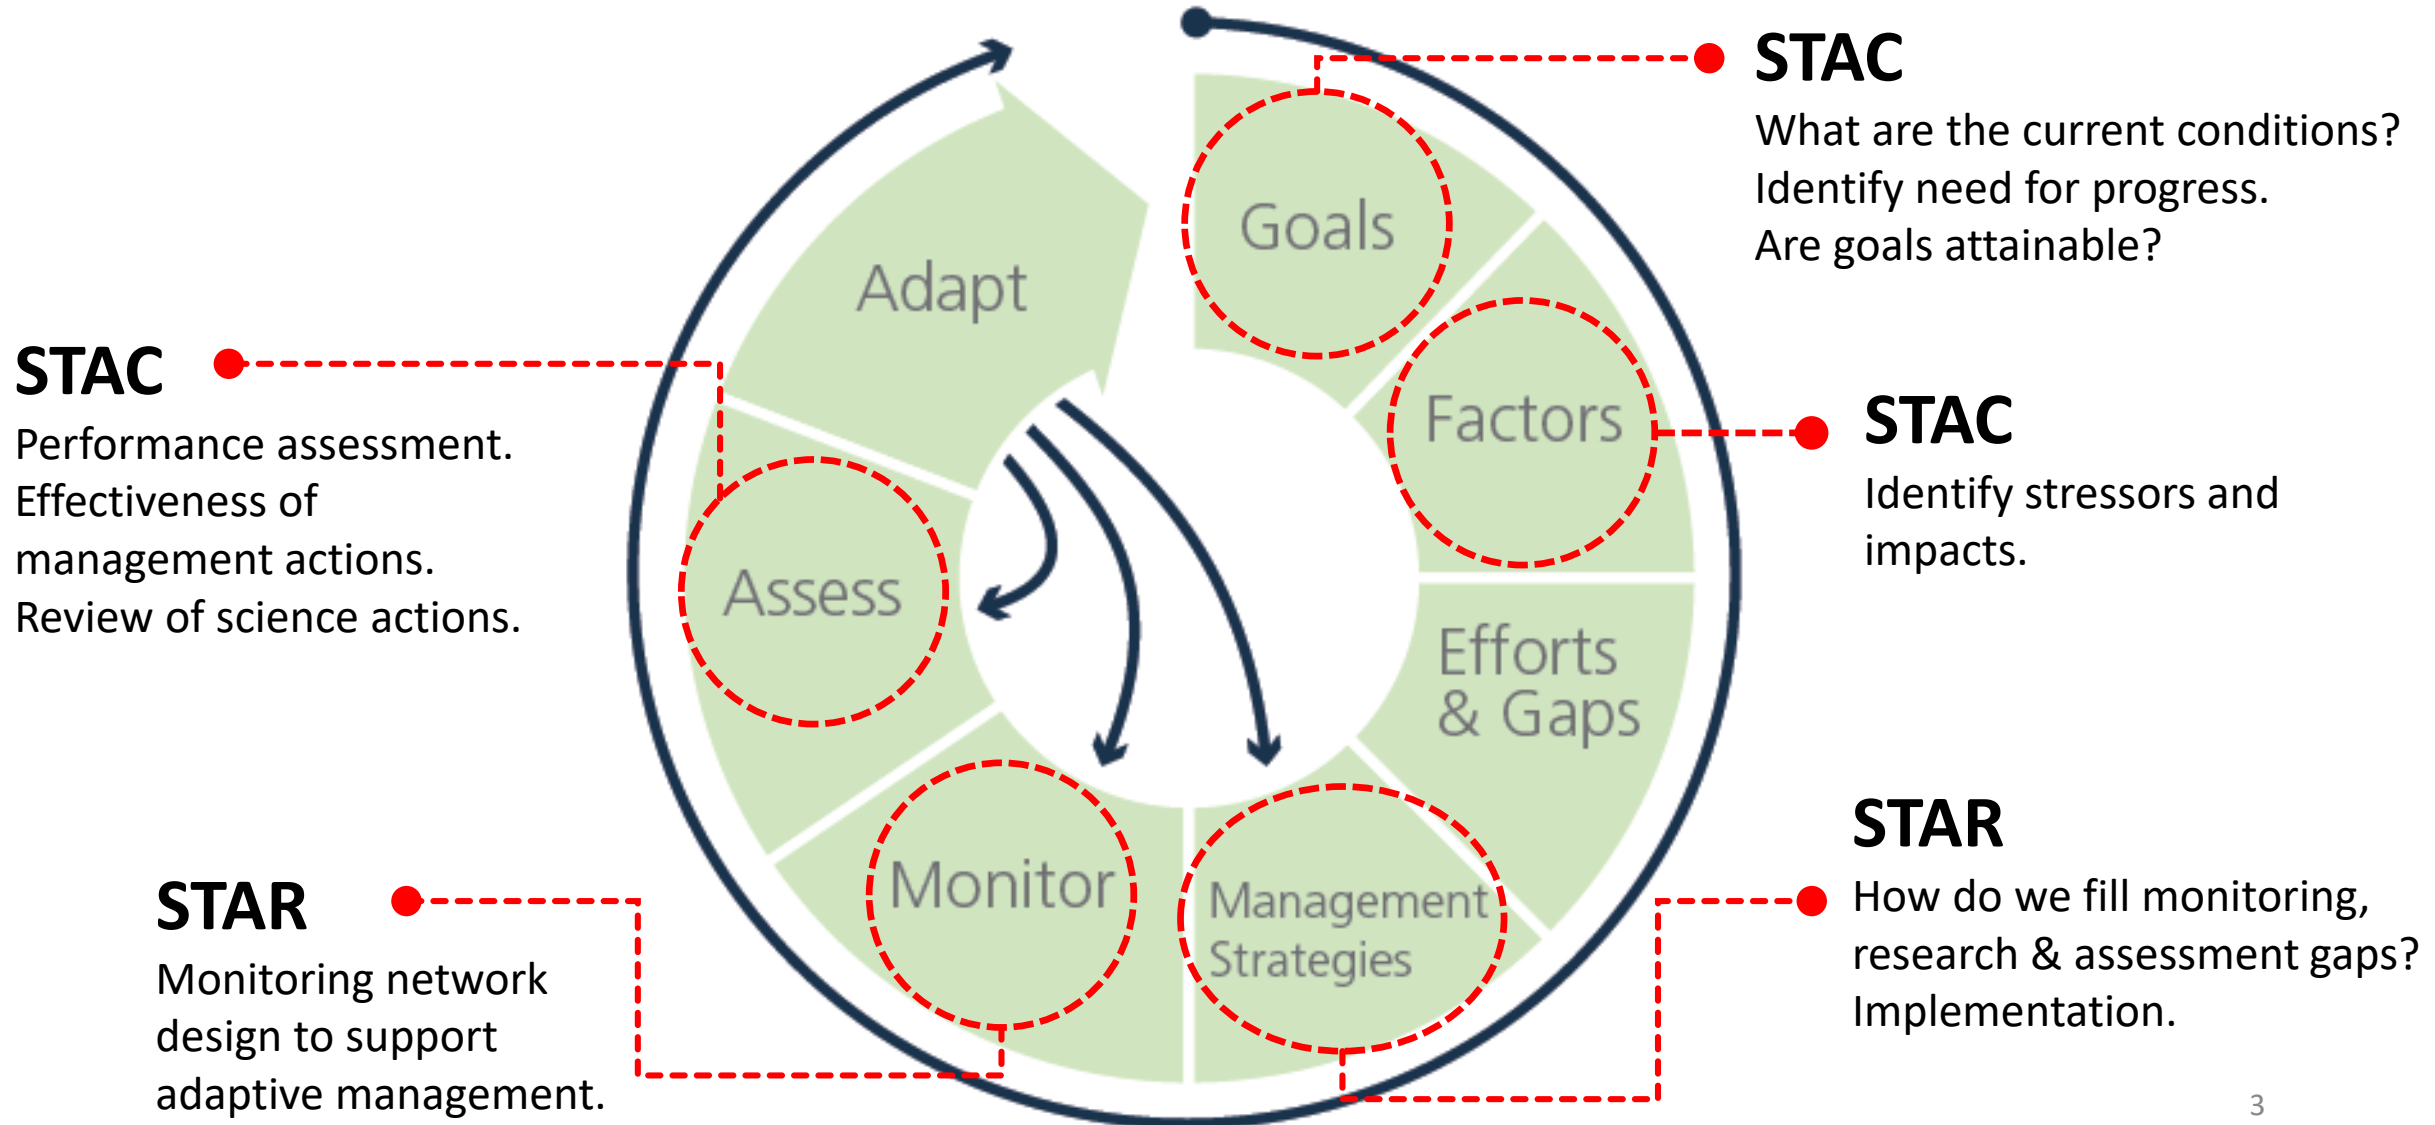 STAC
What are the current conditions?
Identify need for progress.
Are goals attainable?
Goals
Adapt
STAC
Performance assessment.
Effectiveness of
management actions.
Review of science actions.
Factors
STAC
Identify stressors and
impacts.
Assess
Efforts
& Gaps
STAR
How do we fill monitoring,
research & assessment gaps?
Implementation.
Monitor
Management
Strategies
STAR
Monitoring network
design to support
adaptive management.
3